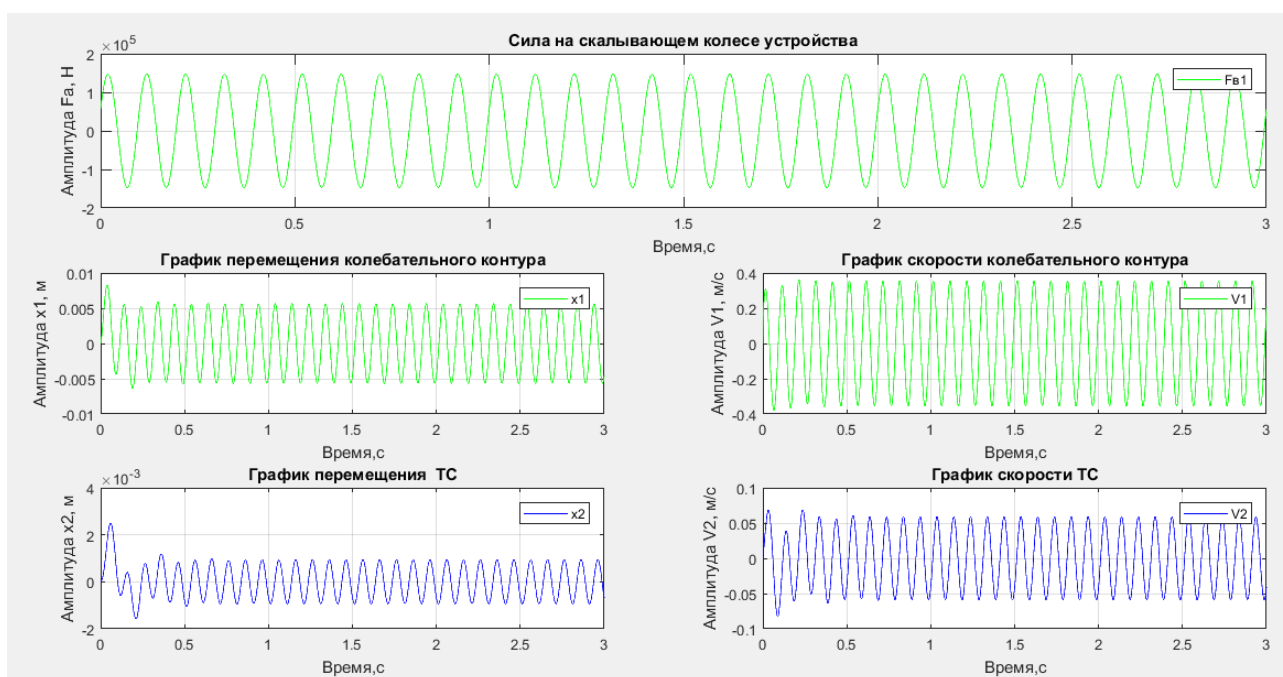 Сила на скалывающем колесе устройства
×10⁵
Амплитуда Fa, Н
2
1
0
-1
-2
Fв1
0 0.5 1 1.5 2 2.5 3
Время,с
График перемещения колебательного контура
Амплитуда x1, м
0.01
0.005
0
-0.005
-0.01
x1
0 0.5 1 1.5 2 2.5 3
Время,с
График скорости колебательного контура
Амплитуда V1, м/с
0.4
0.2
0
-0.2
-0.4
V1
0 0.5 1 1.5 2 2.5 3
Время,с
График перемещения ТС
×10⁻³
Амплитуда x2, м
4
2
0
-2
x2
0 0.5 1 1.5 2 2.5 3
Время,с
График скорости ТС
Амплитуда V2, м/с
0.1
0.05
0
-0.05
-0.1
V2
0 0.5 1 1.5 2 2.5 3
Время,с